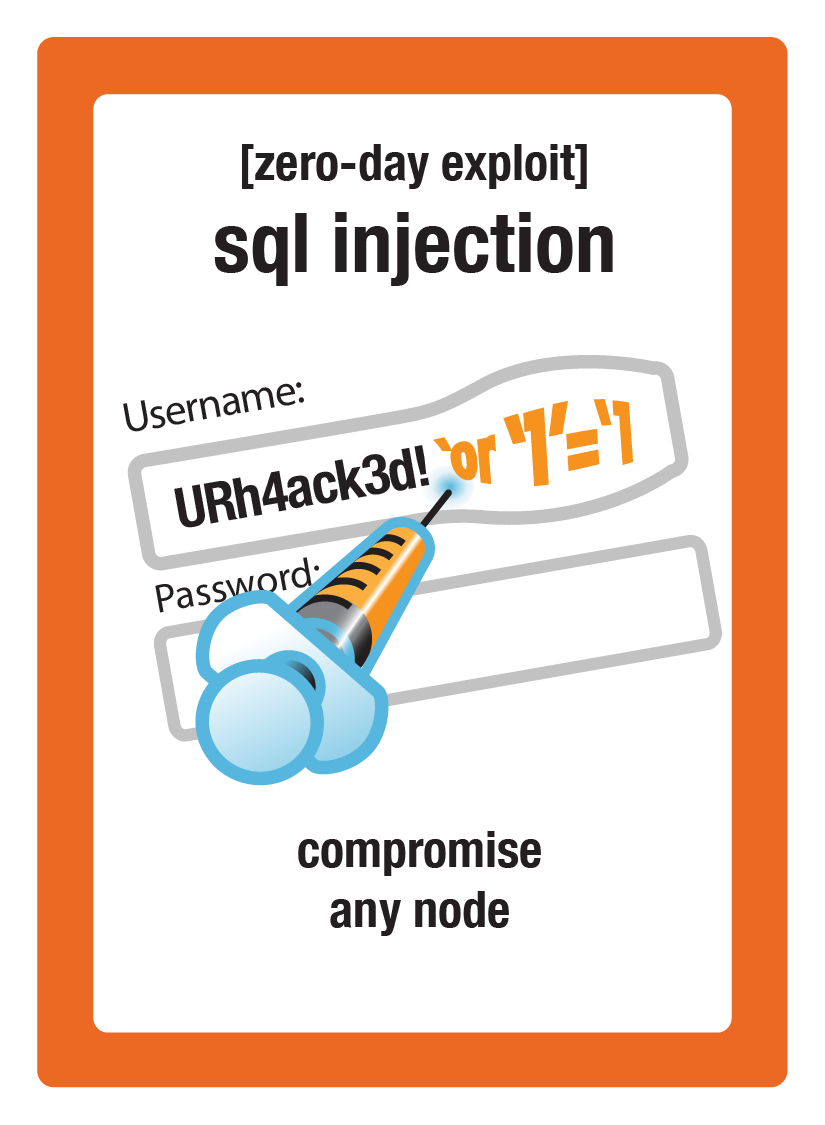 [zero-day exploit]
sql injection
Username:
URh4ack3d! `or `1'=`1
Password:
compromise
any node